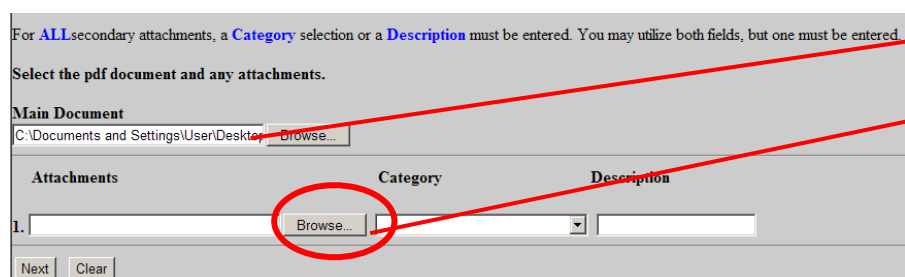 For ALLsecondary attachments, a Category selection or a Description must be entered. You may utilize both fields, but one must be entered.
Select the pdf document and any attachments.
Main Document
C:\Documents and Settings\User\Desktop Browse...
Attachments Category Description
1. Browse...
Next Clear